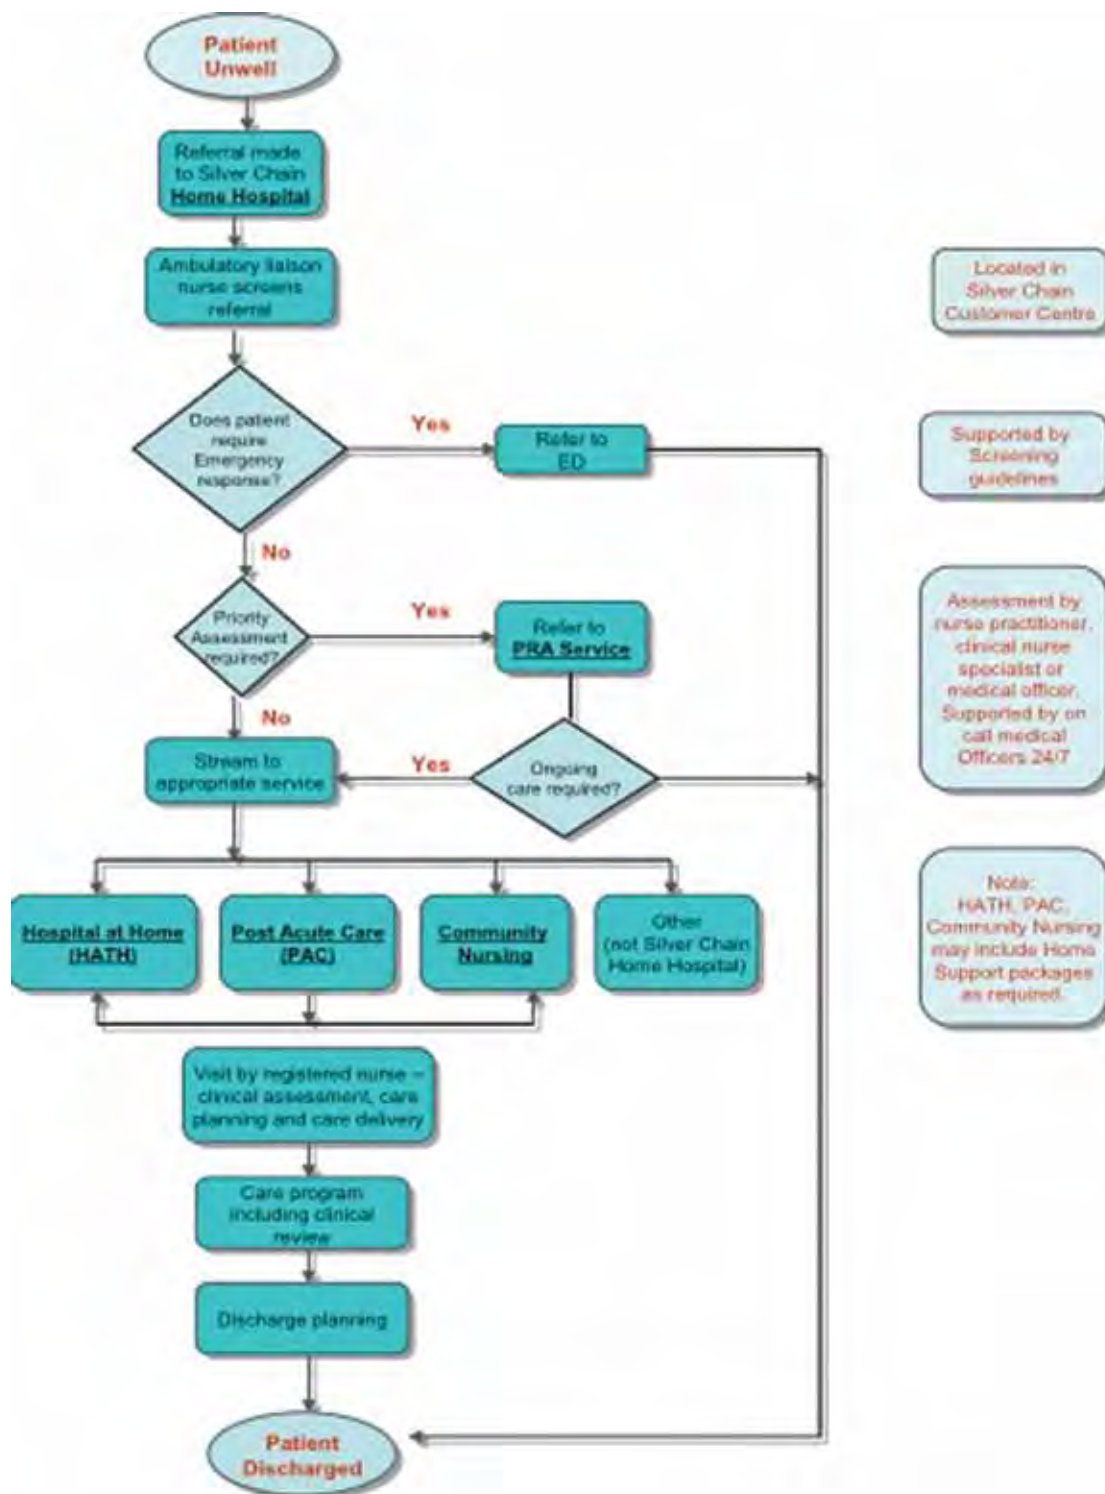 Patient
Unwell
Referral made
to Silver Chain
Home Hospital
Ambulatory liaison
nurse screens
referral
Does patient
require
Emergency
response?
Yes
Refer to
ED
No
Priority
Assessment
required?
Yes
Refer to
PRA Service
No
Stream to
appropriate service
Yes
Ongoing
care required?
Hospital at Home
(HATH)
Post Acute Care
(PAC)
Community
Nursing
Other
(not Silver Chain
Home Hospital)
Visit by registered nurse –
clinical assessment, care
planning and care delivery
Care program
including clinical
review
Discharge planning
Patient
Discharged
Located in
Silver Chain
Customer Centre
Supported by
Screening
guidelines
Assessment by
nurse practitioner,
clinical nurse
specialist or
medical officer.
Supported by on
call medical
Officers 24/7
Note:
HATH, PAC,
Community Nursing
may include Home
Support packages
as required.